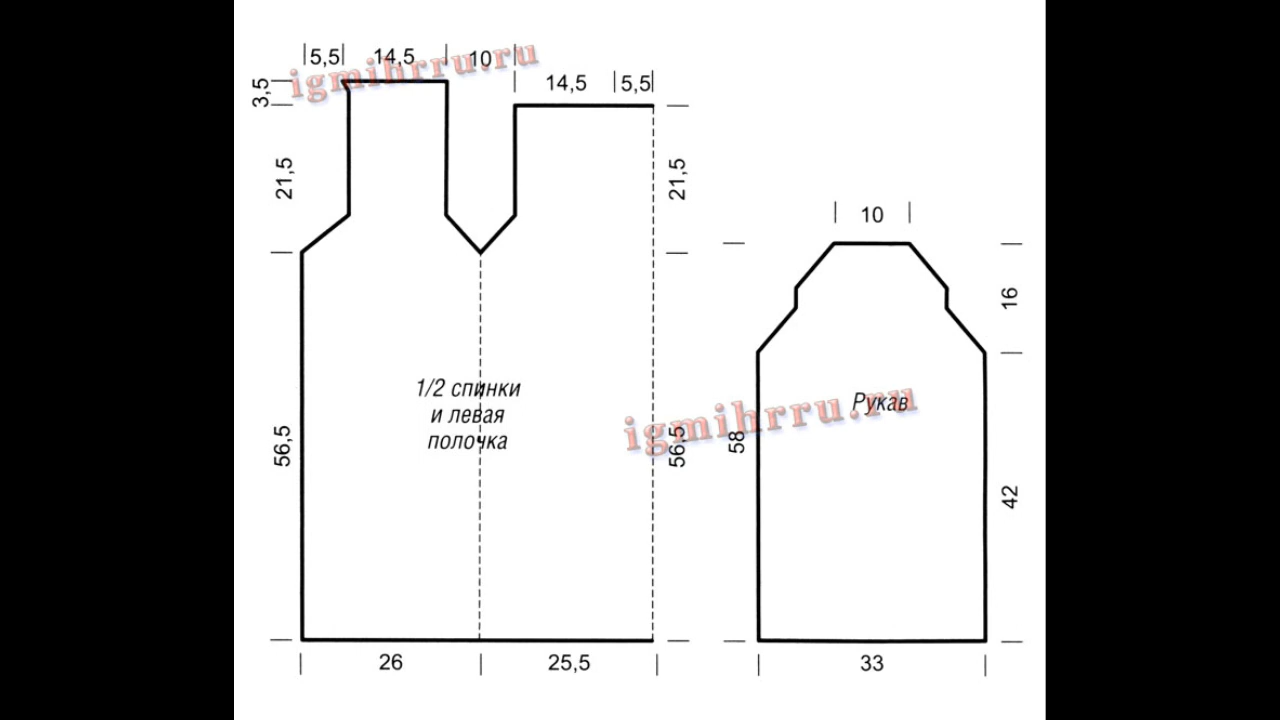 5,5 14,5 10
igmihrru.ru
14,5 5,5
3,5
21,5
21,5
10
16
1/2 спинки
и левая
полочка
Рукав
igmihrru.ru
56,5
56,5
58
42
26 25,5 33